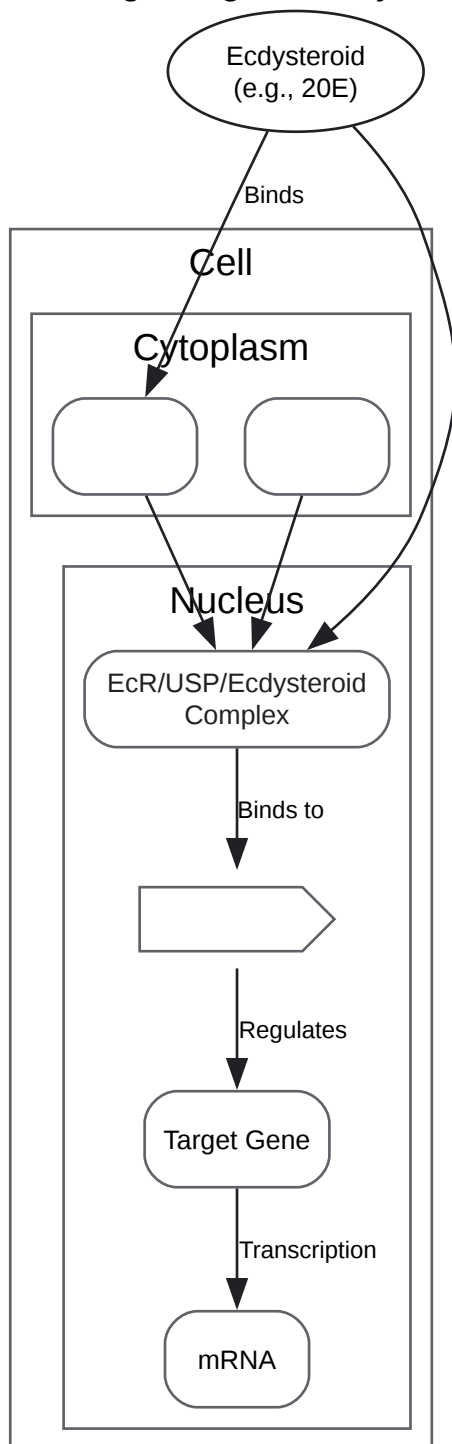 Ecdysteroid
(e.g., 20E)
Binds
Cell
Cytoplasm
Nucleus
EcR/USP/Ecdysteroid
Complex
Binds to
Regulates
Target Gene
Transcription
mRNA